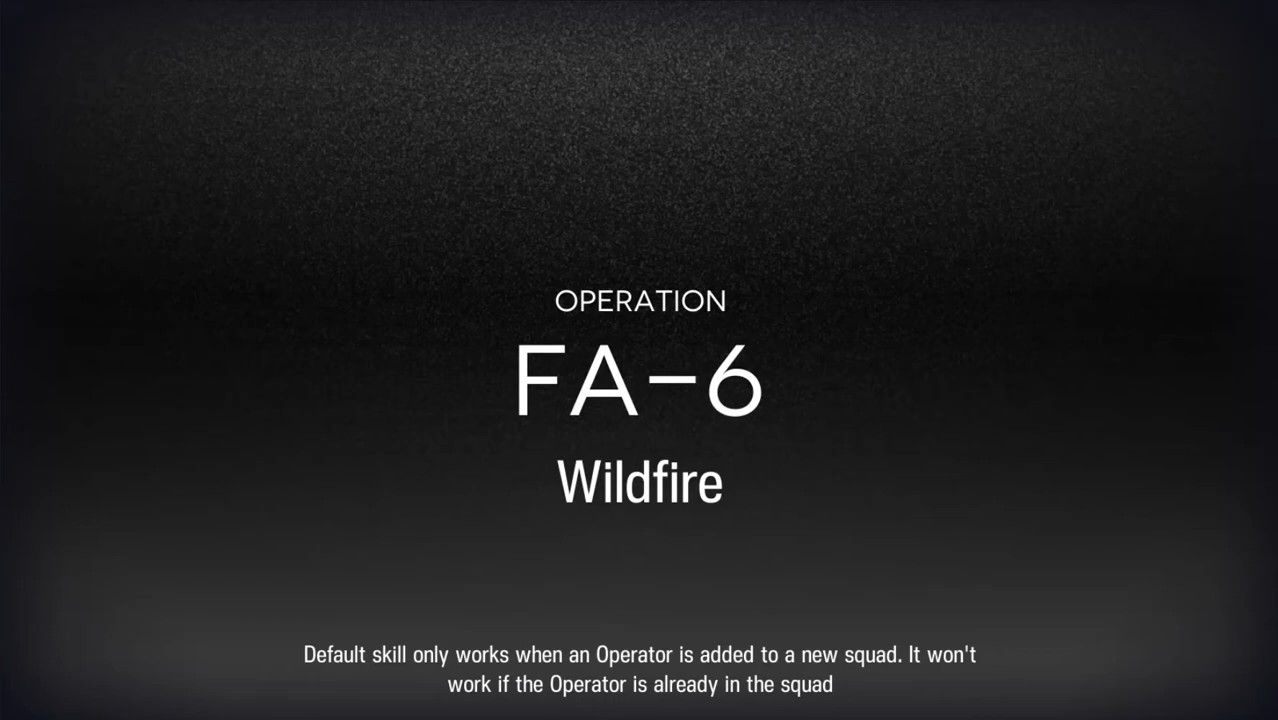 OPERATION
FA-6
Wildfire
Default skill only works when an Operator is added to a new squad. It won't
work if the Operator is already in the squad